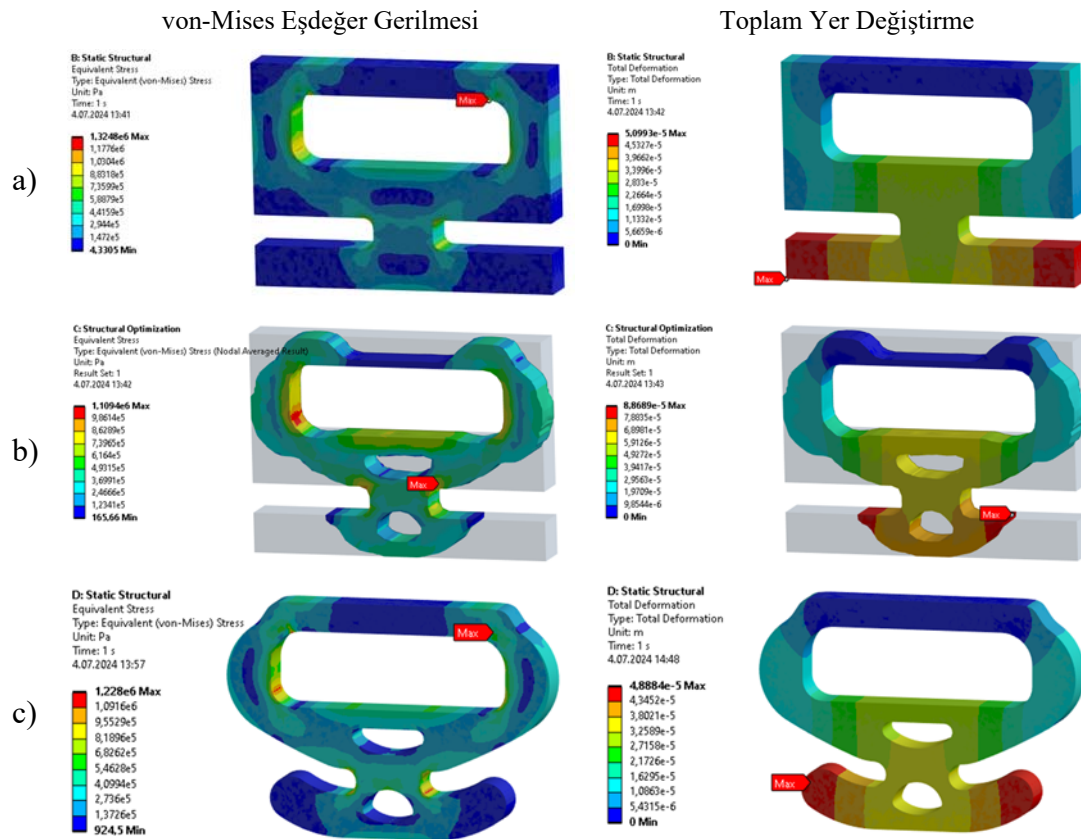 von-Mises Eşdeğer Gerilmesi
Toplam Yer Değiştirme
a)
B: Static Structural
Equivalent Stress
Type: Equivalent (von-Mises) Stress
Unit: Pa
Time: 1 s
4.07.2024 13:41
1,3248e6 Max
1,1776e6
1,0304e6
8,8318e5
7,3599e5
5,8879e5
4,4159e5
2,944e5
1,472e5
4,3305 Min
Max
B: Static Structural
Total Deformation
Type: Total Deformation
Unit: m
Time: 1 s
4.07.2024 13:42
5,0993e-5 Max
4,5327e-5
3,9662e-5
3,3996e-5
2,833e-5
2,2664e-5
1,6998e-5
1,1332e-5
5,6659e-6
0 Min
Max
b)
C: Structural Optimization
Equivalent Stress
Type: Equivalent (von-Mises) Stress (Nodal Averaged Result)
Unit: Pa
Result Set: 1
4.07.2024 13:42
1,1094e6 Max
9,8614e5
8,6289e5
7,3965e5
6,164e5
4,9315e5
3,6991e5
2,4666e5
1,2341e5
165,66 Min
Max
C: Structural Optimization
Total Deformation
Type: Total Deformation
Unit: m
Result Set: 1
4.07.2024 13:43
8,8689e-5 Max
7,8835e-5
6,8981e-5
5,9126e-5
4,9272e-5
3,9417e-5
2,9563e-5
1,9709e-5
9,8544e-6
0 Min
Max
c)
D: Static Structural
Equivalent Stress
Type: Equivalent (von-Mises) Stress
Unit: Pa
Time: 1 s
4.07.2024 13:57
1,228e6 Max
1,0916e6
9,5529e5
8,1896e5
6,8262e5
5,4628e5
4,0994e5
2,736e5
1,3726e5
924,5 Min
Max
D: Static Structural
Total Deformation
Type: Total Deformation
Unit: m
Time: 1 s
4.07.2024 14:48
4,8884e-5 Max
4,3452e-5
3,8021e-5
3,2589e-5
2,7158e-5
2,1726e-5
1,6295e-5
1,0863e-5
5,4315e-6
0 Min
Max